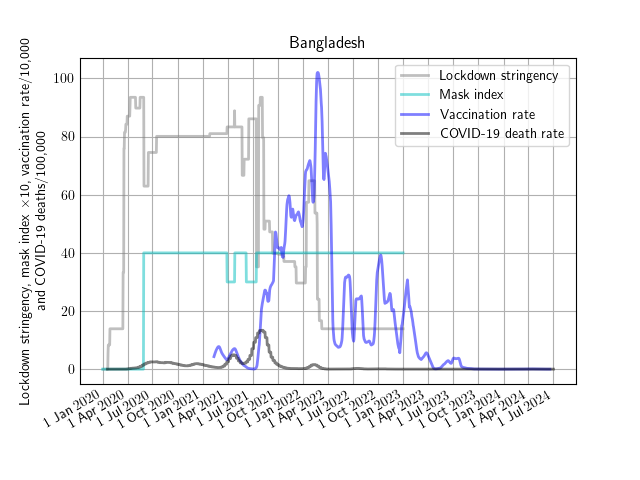 Bangladesh
Lockdown stringency, mask index ×10, vaccination rate/10,000
and COVID-19 deaths/100,000
100
80
60
40
20
0
Lockdown stringency
Mask index
Vaccination rate
COVID-19 death rate
1 Jan 2020
1 Apr 2020
1 Jul 2020
1 Oct 2020
1 Jan 2021
1 Apr 2021
1 Jul 2021
1 Oct 2021
1 Jan 2022
1 Apr 2022
1 Jul 2022
1 Oct 2022
1 Jan 2023
1 Apr 2023
1 Jul 2023
1 Oct 2023
1 Jan 2024
1 Apr 2024
1 Jul 2024